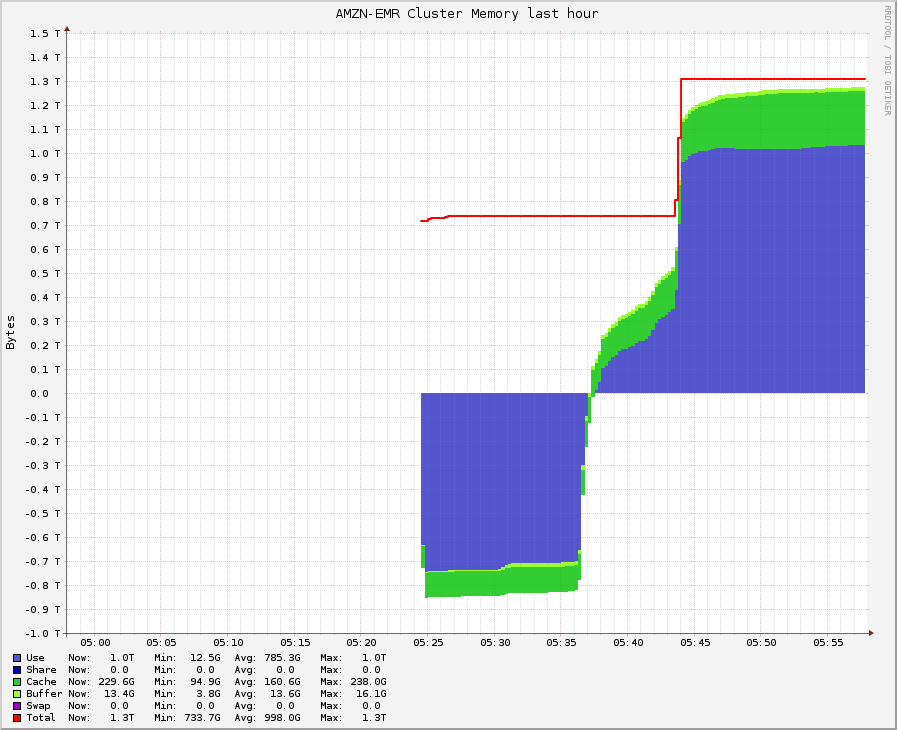 AMZN-EMR Cluster Memory last hour
RRDTOOL / TOBI OETIKER
Bytes
1.5 T
1.4 T
1.3 T
1.2 T
1.1 T
1.0 T
0.9 T
0.8 T
0.7 T
0.6 T
0.5 T
0.4 T
0.3 T
0.2 T
0.1 T
0.0
-0.1 T
-0.2 T
-0.3 T
-0.4 T
-0.5 T
-0.6 T
-0.7 T
-0.8 T
-0.9 T
-1.0 T
05:00 05:05 05:10 05:15 05:20 05:25 05:30 05:35 05:40 05:45 05:50 05:55
Use Now: 1.0T Min: 12.5G Avg: 785.3G Max: 1.0T
Share Now: 0.0 Min: 0.0 Avg: 0.0 Max: 0.0
Cache Now: 229.6G Min: 94.9G Avg: 160.6G Max: 238.0G
Buffer Now: 13.4G Min: 3.8G Avg: 13.6G Max: 16.1G
Swap Now: 0.0 Min: 0.0 Avg: 0.0 Max: 0.0
Total Now: 1.3T Min: 733.7G Avg: 998.0G Max: 1.3T